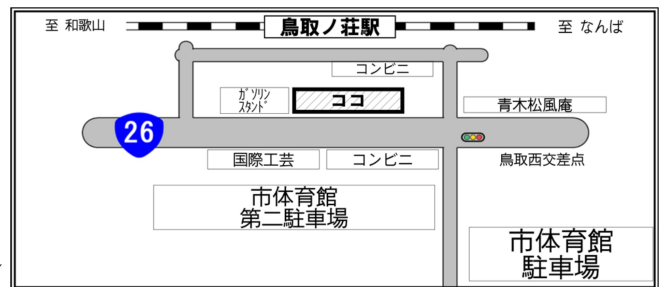 至 和歌山
鳥取ノ荘駅
至 なんば
コンビニ
ガソリン
スタンド
ココ
青木松風庵
26
国際工芸
コンビニ
鳥取西交差点
市体育館
第二駐車場
市体育館
駐車場